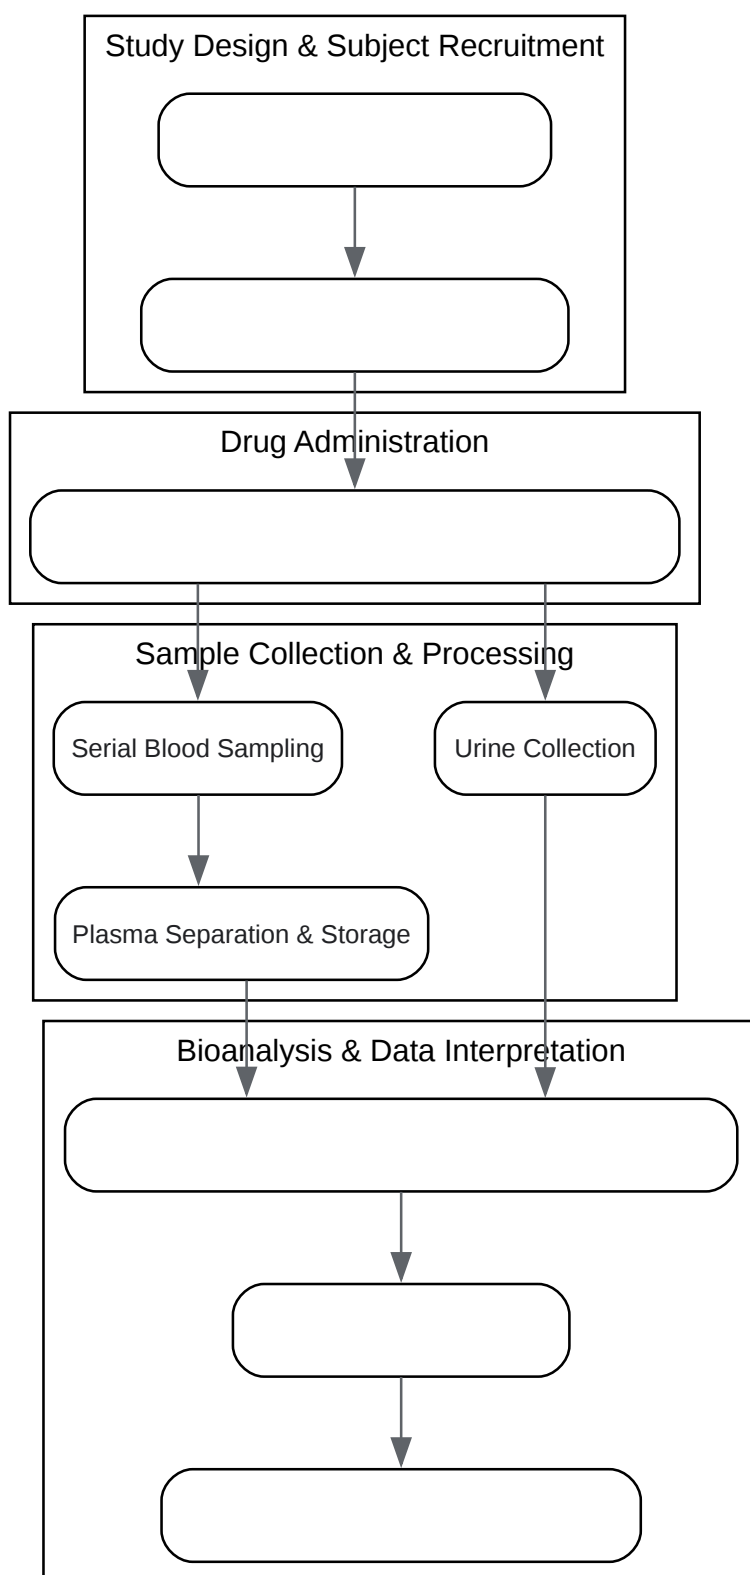 Study Design & Subject Recruitment
Drug Administration
Sample Collection & Processing
Serial Blood Sampling
Urine Collection
Plasma Separation & Storage
Bioanalysis & Data Interpretation